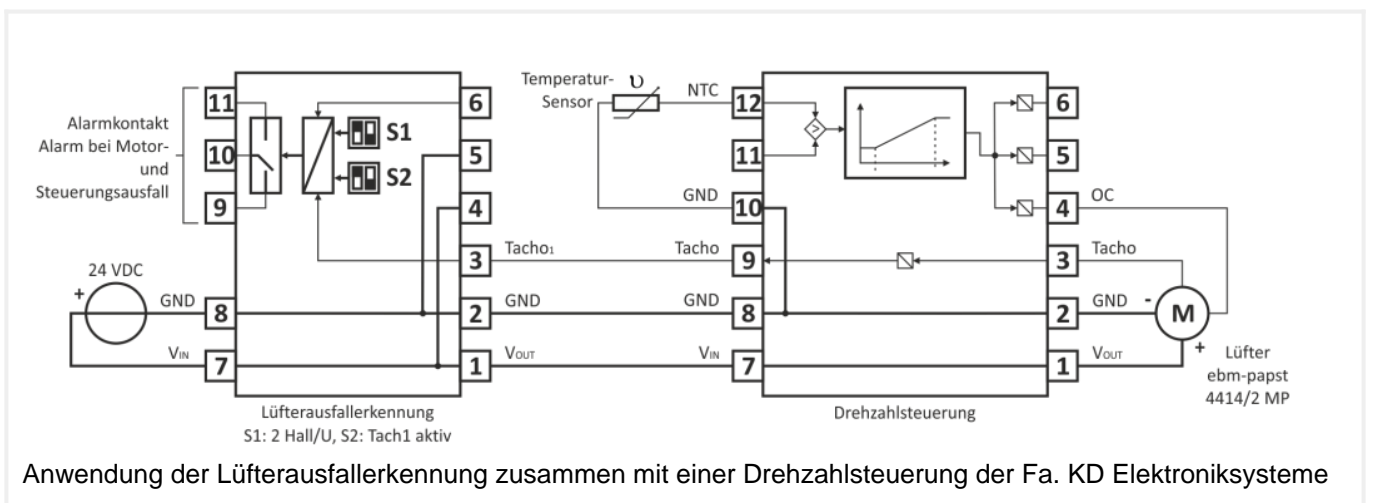 Alarmkontakt
Alarm bei Motor-
und
Steuerungsausfall
11
10
9
24 VDC
+
GND
8
VIN
7
S1
S2
6
5
4
3
Tacho1
2
GND
1
VOUT
Lüfterausfallerkennung
S1: 2 Hall/U, S2: Tach1 aktiv
Temperatur-
Sensor
υ
NTC
12
11
GND
10
Tacho
9
GND
8
VIN
7
>
6
5
4
OC
3
Tacho
2
GND
-
M
+
1
VOUT
Drehzahlsteuerung
Lüfter
ebm-papst
4414/2 MP
Anwendung der Lüfterausfallerkennung zusammen mit einer Drehzahlsteuerung der Fa. KD Elektroniksysteme